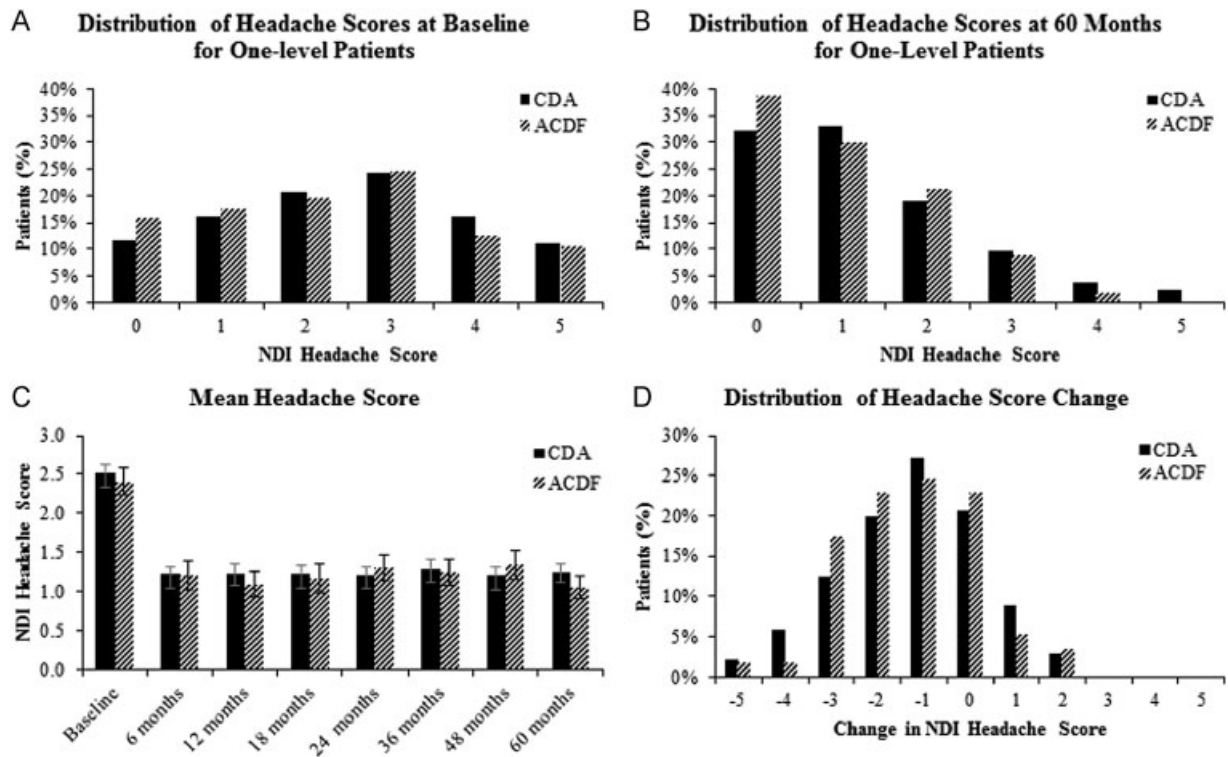 A
Distribution of Headache Scores at Baseline
for One-level Patients
40%
35%
30%
25%
20%
15%
10%
5%
0%
Patients (%)
CDA
ACDF
0 1 2 3 4 5
NDI Headache Score
B
Distribution of Headache Scores at 60 Months
for One-Level Patients
40%
35%
30%
25%
20%
15%
10%
5%
0%
Patients (%)
CDA
ACDF
0 1 2 3 4 5
NDI Headache Score
C
Mean Headache Score
3.0
2.5
2.0
1.5
1.0
0.5
0.0
NDI Headache Score
CDA
ACDF
Baseline
6 months
12 months
18 months
24 months
36 months
48 months
60 months
D
Distribution of Headache Score Change
30%
25%
20%
15%
10%
5%
0%
Patients (%)
CDA
ACDF
-5 -4 -3 -2 -1 0 1 2 3 4 5
Change in NDI Headache Score